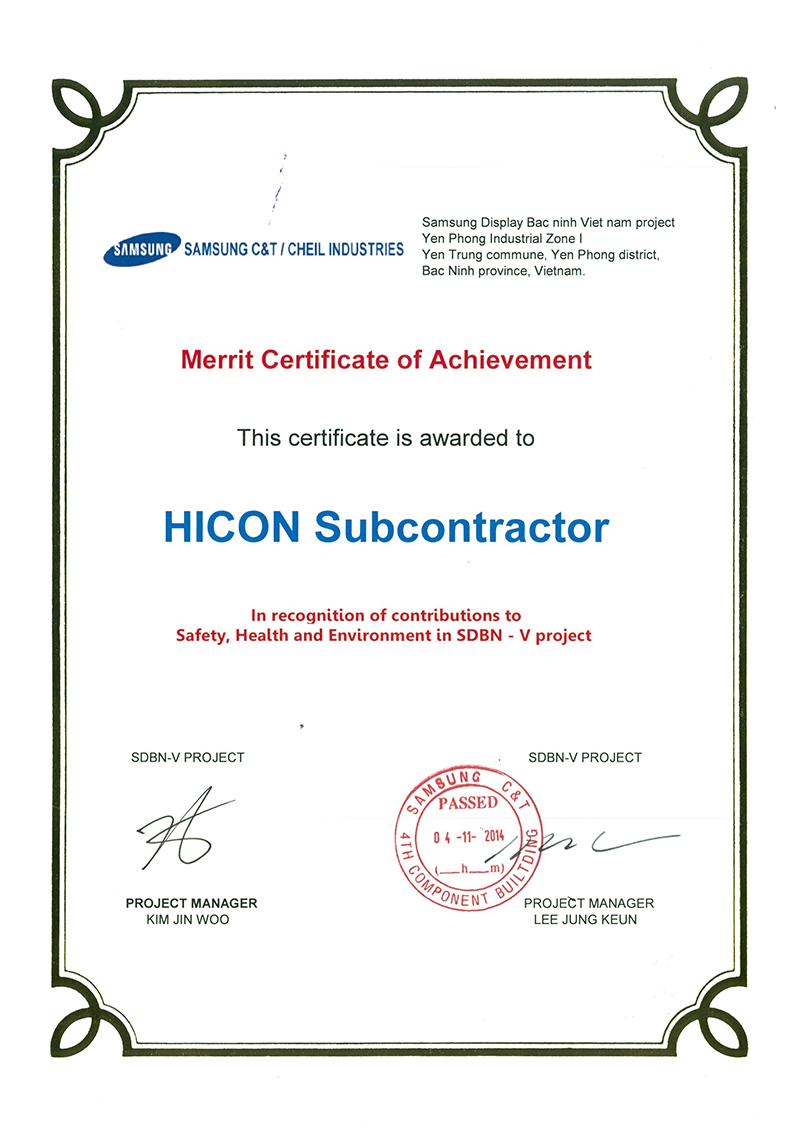 SAMSUNG
SAMSUNG C&T / CHEIL INDUSTRIES
Samsung Display Bac ninh Viet nam project
Yen Phong Industrial Zone I
Yen Trung commune, Yen Phong district,
Bac Ninh province, Vietnam.
Merrit Certificate of Achievement
This certificate is awarded to
HICON Subcontractor
In recognition of contributions to
Safety, Health and Environment in SDBN - V project
SDBN-V PROJECT
SDBN-V PROJECT
SAMSUNG C&T
PASSED
04 -11- 2014
(__h__m)
4TH COMPONENT BUILTDING
PROJECT MANAGER
KIM JIN WOO
PROJECT MANAGER
LEE JUNG KEUN